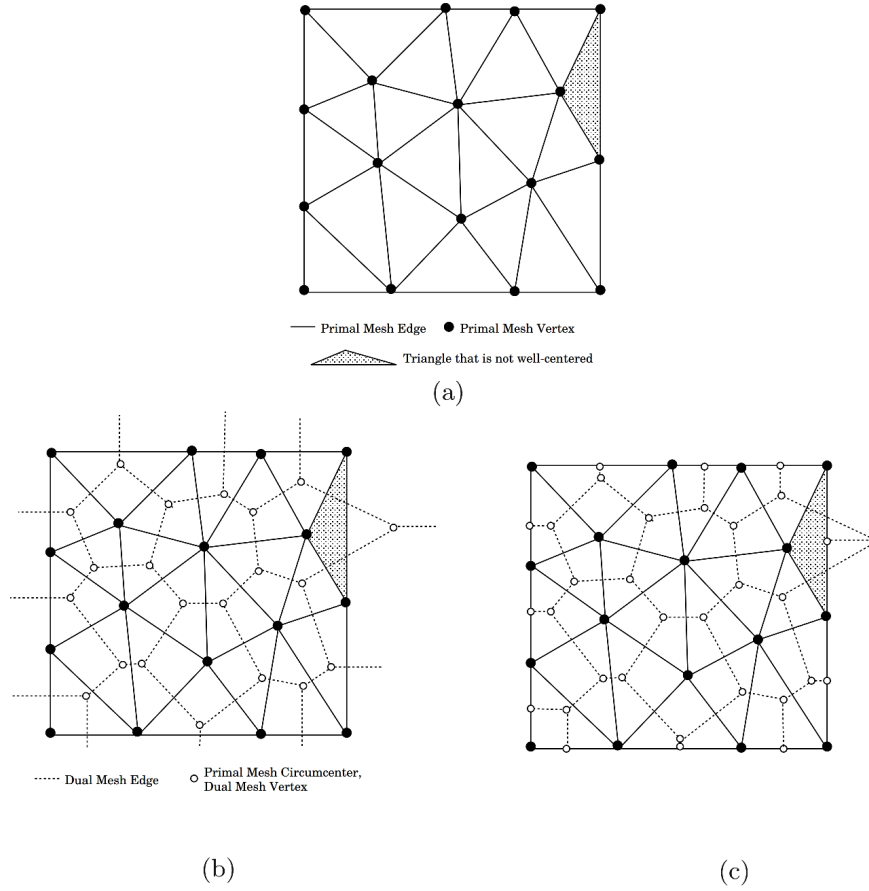 Primal Mesh Edge
Primal Mesh Vertex
Triangle that is not well-centered
(a)
Dual Mesh Edge
Primal Mesh Circumcenter,
Dual Mesh Vertex
(b)
(c)